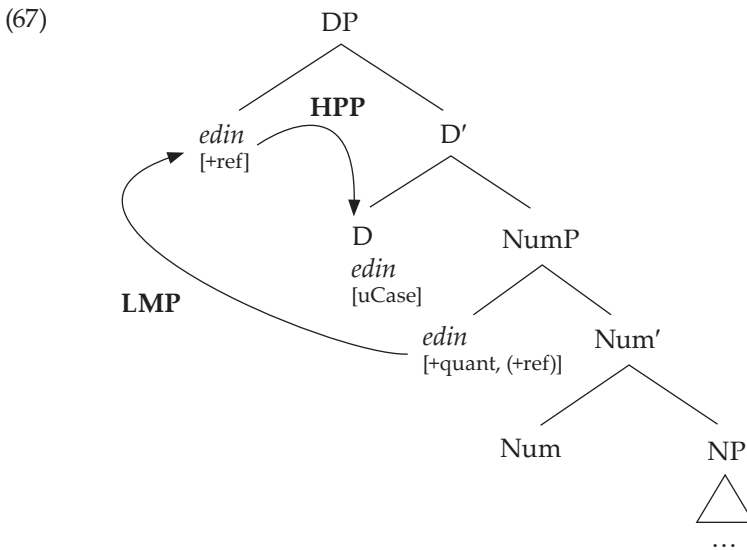 (67)
DP
HPP
edin
[+ref]
D′
D
edin
[uCase]
NumP
LMP
edin
[+quant, (+ref)]
Num′
Num
NP
…